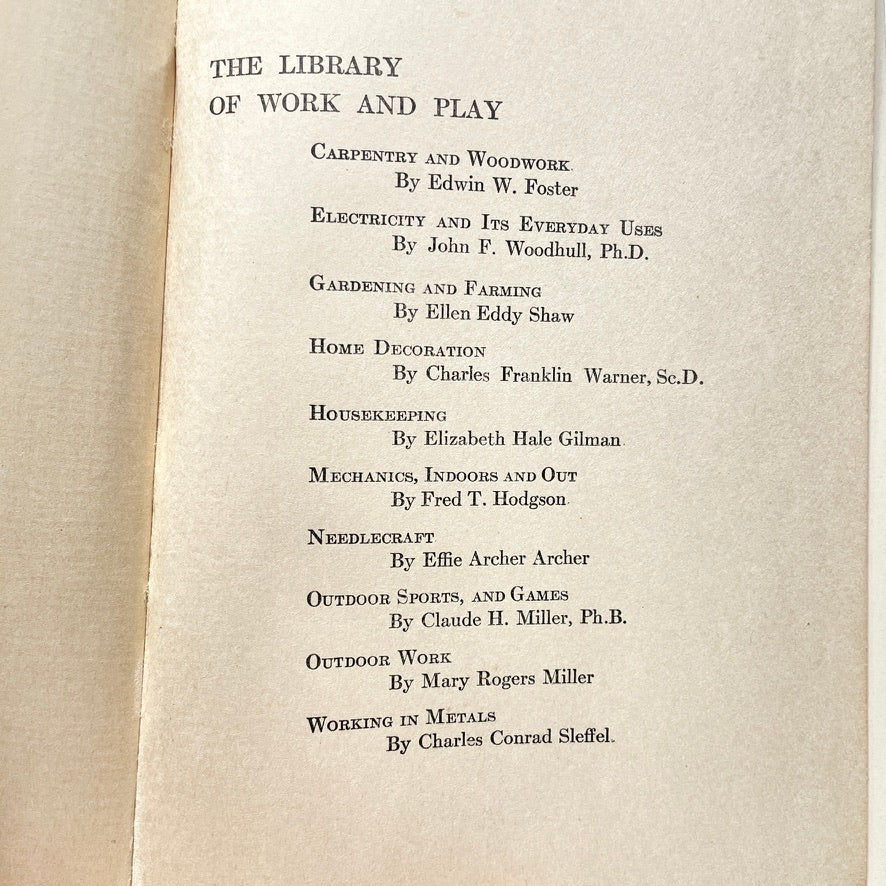 THE LIBRARY
OF WORK AND PLAY
CARPENTRY AND WOODWORK.
By Edwin W. Foster
ELECTRICITY AND ITS EVERYDAY USES
By John F. Woodhull, Ph.D.
GARDENING AND FARMING
By Ellen Eddy Shaw
HOME DECORATION
By Charles Franklin Warner, Sc.D.
HOUSEKEEPING
By Elizabeth Hale Gilman.
MECHANICS, INDOORS AND OUT
By Fred T. Hodgson.
NEEDLECRAFT
By Effie Archer Archer
OUTDOOR SPORTS, AND GAMES
By Claude H. Miller, Ph.B.
OUTDOOR WORK
By Mary Rogers Miller
WORKING IN METALS
By Charles Conrad Sleffel.